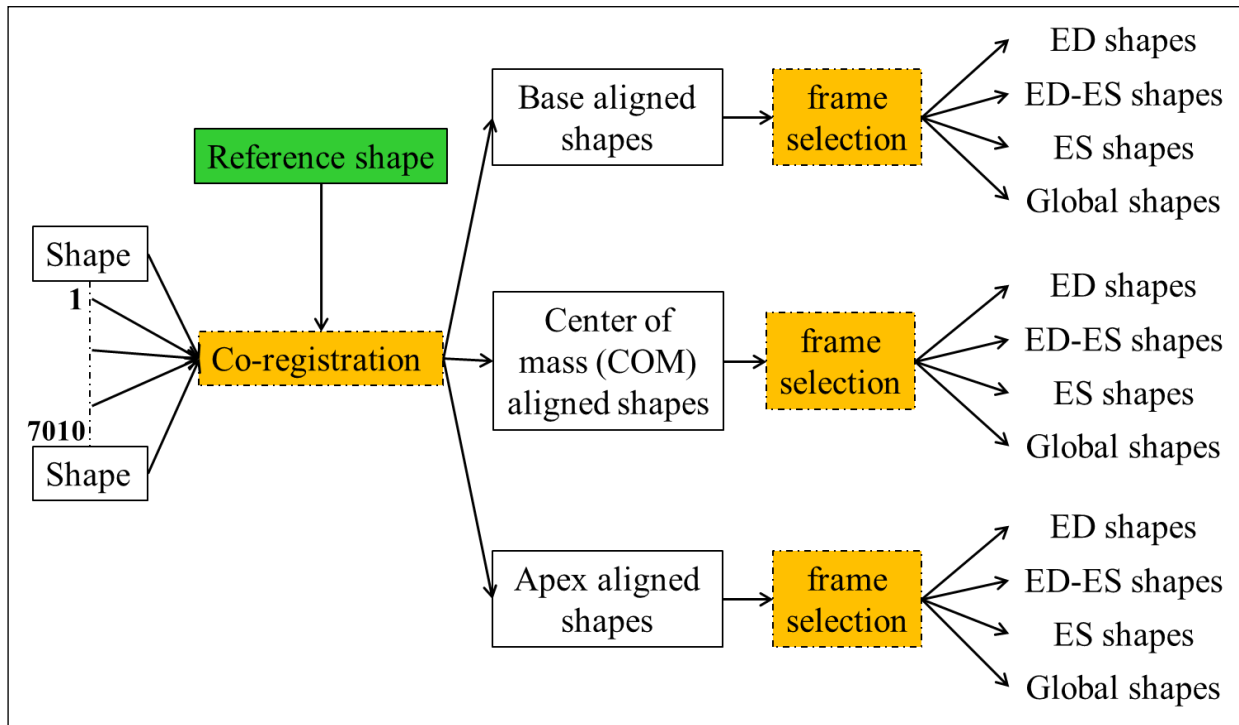 Reference shape
Shape
1
7010
Shape
Co-registration
Base aligned
shapes
frame
selection
ED shapes
ED-ES shapes
ES shapes
Global shapes
Center of
mass (COM)
aligned shapes
frame
selection
ED shapes
ED-ES shapes
ES shapes
Global shapes
Apex aligned
shapes
frame
selection
ED shapes
ED-ES shapes
ES shapes
Global shapes